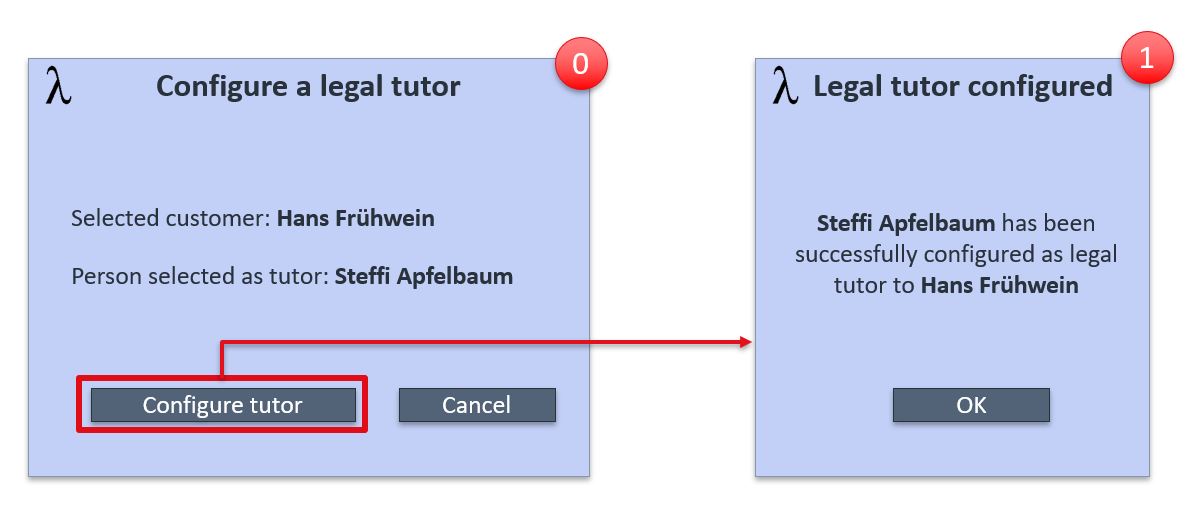 0
λ Configure a legal tutor
Selected customer: Hans Frühwein
Person selected as tutor: Steffi Apfelbaum
Configure tutor
Cancel
1
λ Legal tutor configured
Steffi Apfelbaum has been
successfully configured as legal
tutor to Hans Frühwein
OK